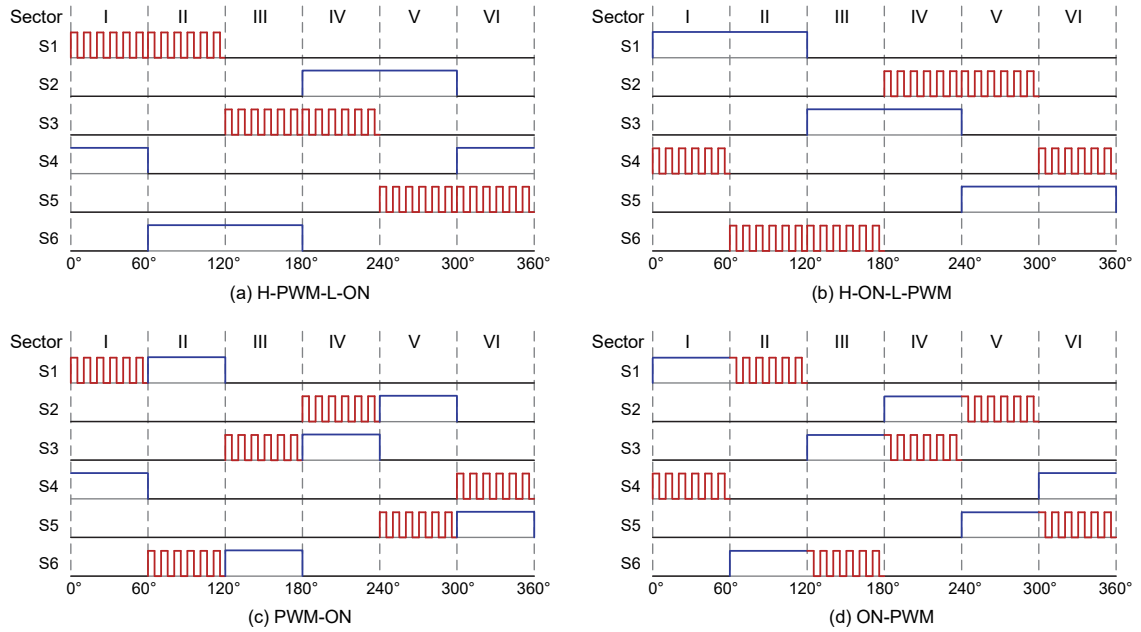 Sector I II III IV V VI
S1
S2
S3
S4
S5
S6
0° 60° 120° 180° 240° 300° 360°
(a) H-PWM-L-ON
Sector I II III IV V VI
S1
S2
S3
S4
S5
S6
0° 60° 120° 180° 240° 300° 360°
(b) H-ON-L-PWM
Sector I II III IV V VI
S1
S2
S3
S4
S5
S6
0° 60° 120° 180° 240° 300° 360°
(c) PWM-ON
Sector I II III IV V VI
S1
S2
S3
S4
S5
S6
0° 60° 120° 180° 240° 300° 360°
(d) ON-PWM